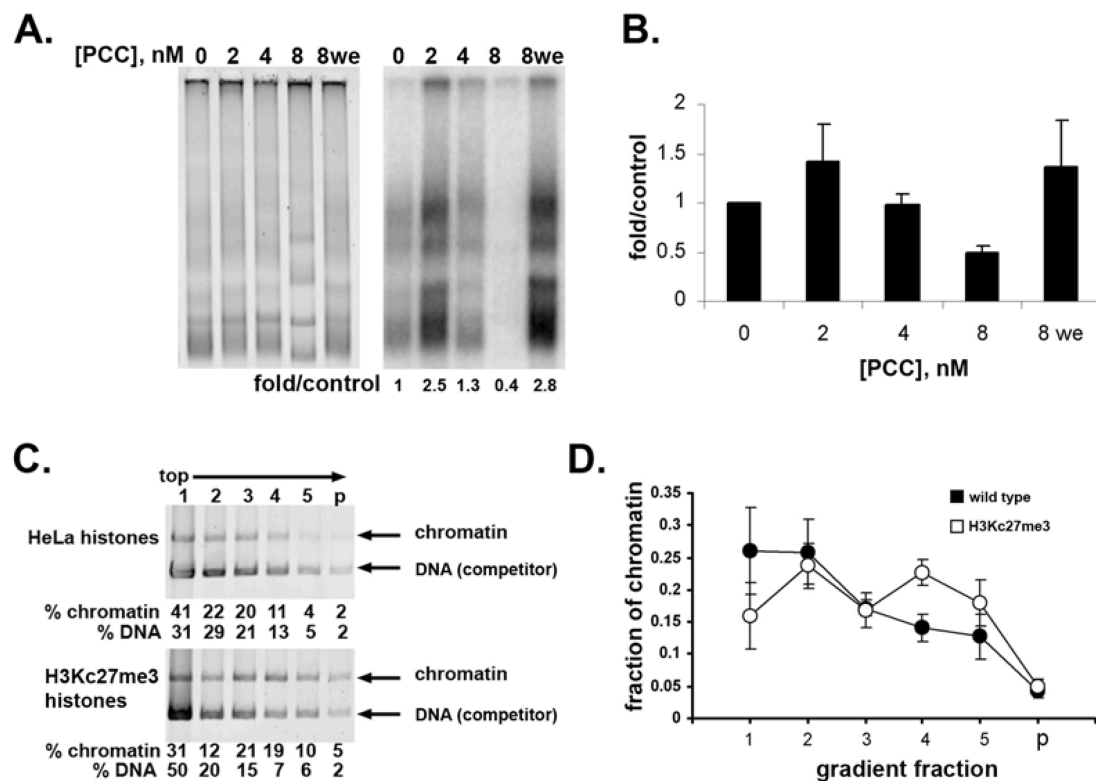 A.
[PCC], nM 0 2 4 8 8we 0 2 4 8 8we
fold/control 1 2.5 1.3 0.4 2.8
B.
2
1.5
1
0.5
0
fold/control
0 2 4 8 8 we
[PCC], nM
C.
top
1 2 3 4 5 p
HeLa histones
chromatin
DNA (competitor)
% chromatin 41 22 20 11 4 2
% DNA 31 29 21 13 5 2
H3Kc27me3
histones
chromatin
DNA (competitor)
% chromatin 31 12 21 19 10 5
% DNA 50 20 15 7 6 2
D.
0.35
0.3
0.25
0.2
0.15
0.1
0.05
0
fraction of chromatin
wild type
H3Kc27me3
1 2 3 4 5 p
gradient fraction